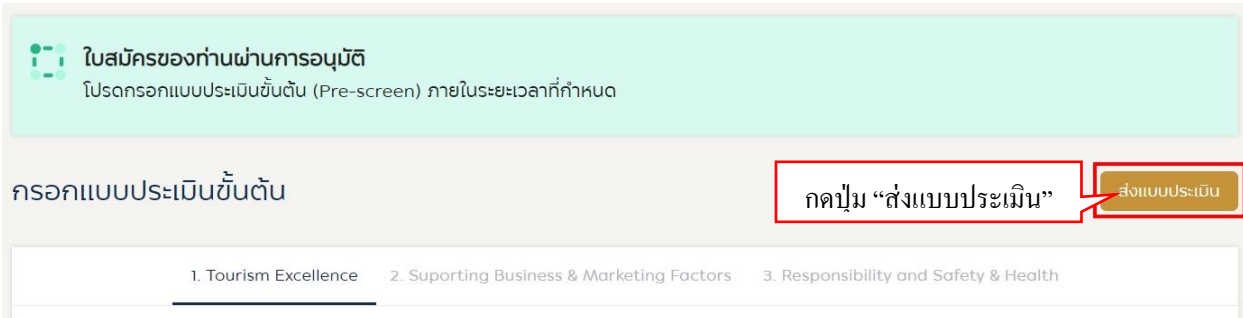 ใบสมัครของท่านผ่านการอนุมัติ
โปรดกรอกแบบประเมินขั้นต้น (Pre-screen) ภายในระยะเวลาที่กำหนด
กรอกแบบประเมินขั้นต้น
กดปุ่ม “ส่งแบบประเมิน”
ส่งแบบประเมิน
1. Tourism Excellence 2. Suporting Business & Marketing Factors 3. Responsibility and Safety & Health